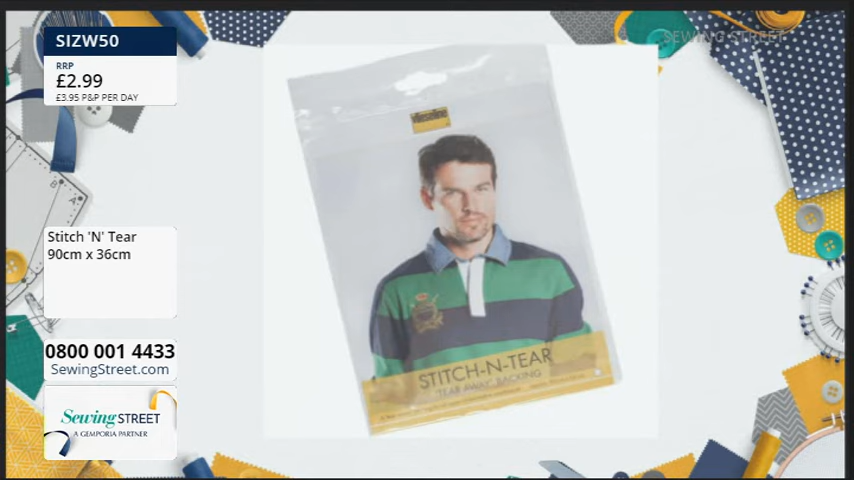 SIZW50
SEWING STREET
RRP
£2.99
£3.95 P&P PER DAY
vlieseline
Stitch 'N' Tear
90cm x 36cm
0800 001 4433
SewingStreet.com
STITCH-N-TEAR
'TEAR AWAY' BACKING
Sewing STREET
A GEMPORIA PARTNER